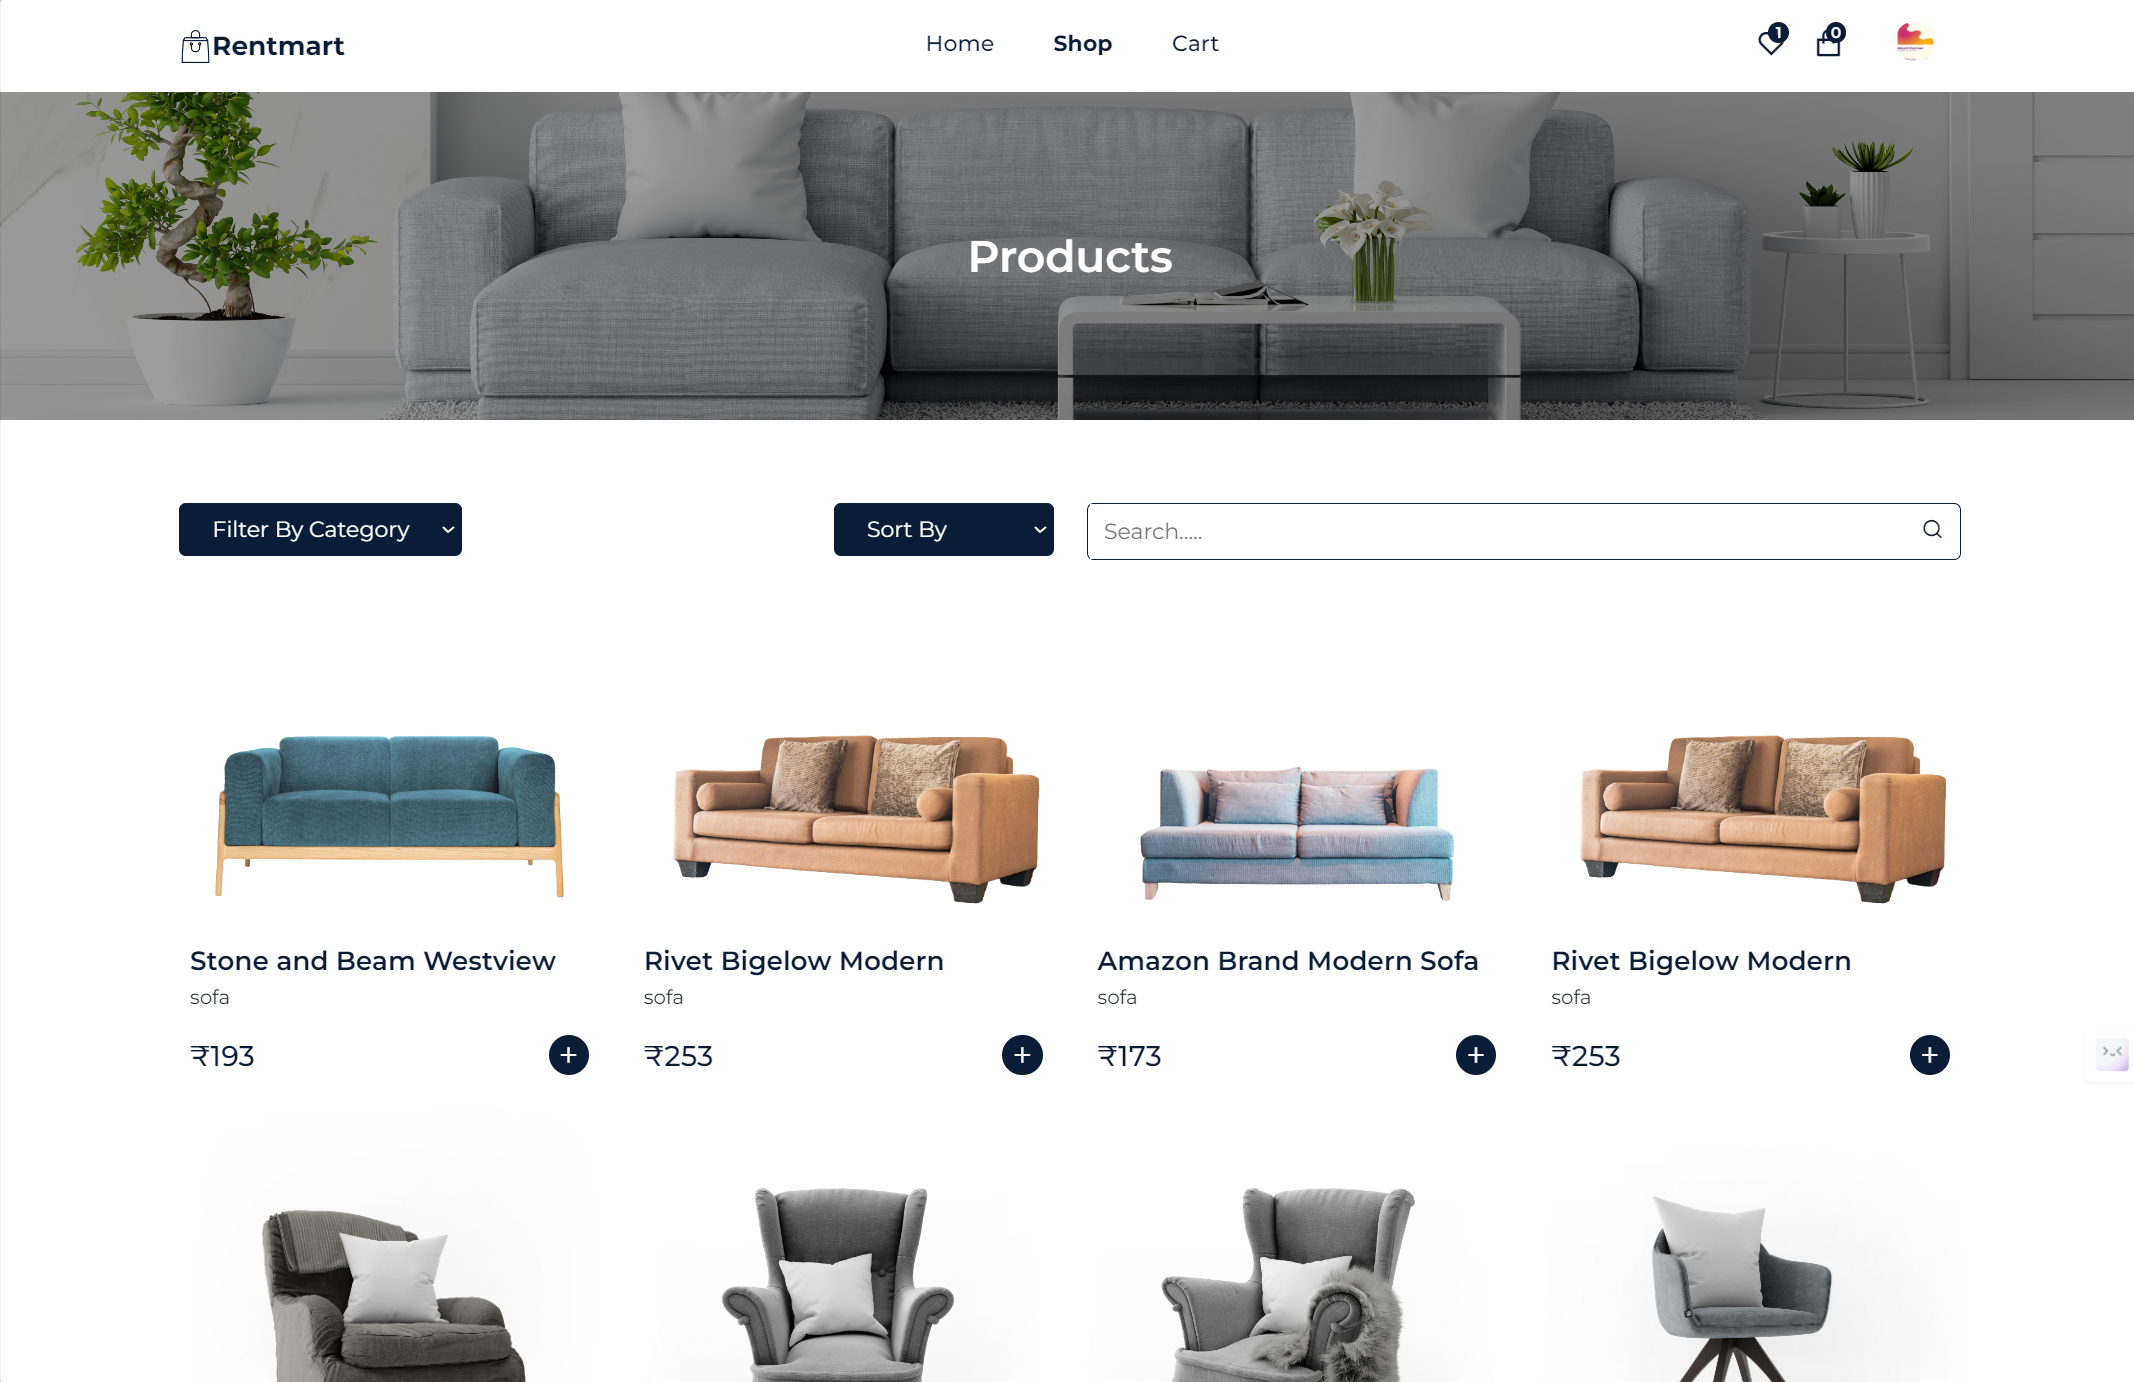 Rentmart
Home
Shop
Cart
1
0
Products
Filter By Category
Sort By
Search.....
Stone and Beam Westview
sofa
₹193
+
Rivet Bigelow Modern
sofa
₹253
+
Amazon Brand Modern Sofa
sofa
₹173
+
Rivet Bigelow Modern
sofa
₹253
+